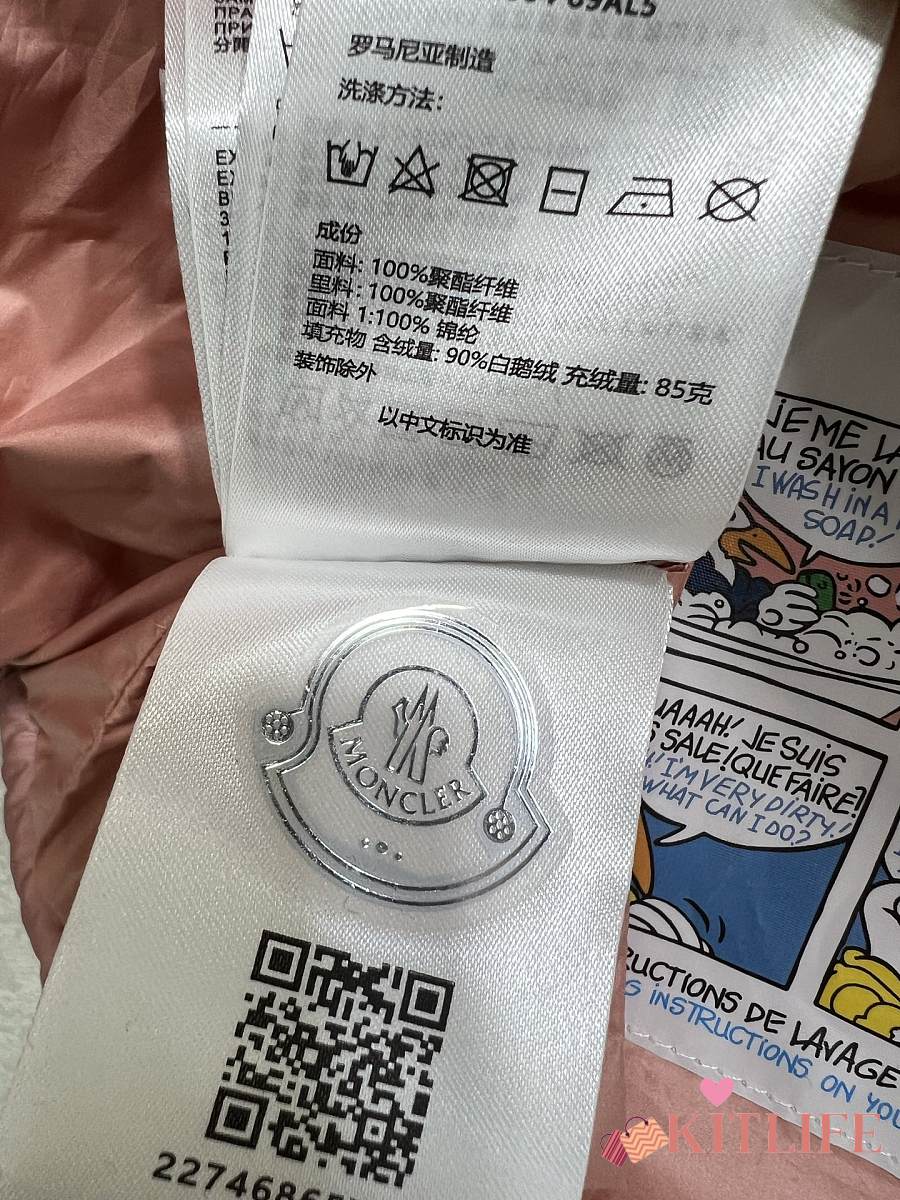 09AL5
罗马尼亚制造
洗涤方法:
成份
面料: 100%聚酯纤维
里料: 100%聚酯纤维
面料 1:100% 锦纶
填充物 含绒量: 90%白鹅绒 充绒量: 85克
装饰除外
以中文标识为准
MONCLER
JE ME
AU SAVON
I WASH IN A
SOAP!
JE SUIS
SALE! QUE FAIRE?
I'M VERY DIRTY!
WHAT CAN I DO?
DE LAVAGE
INSTRUCTIONS ON
KITLIFE